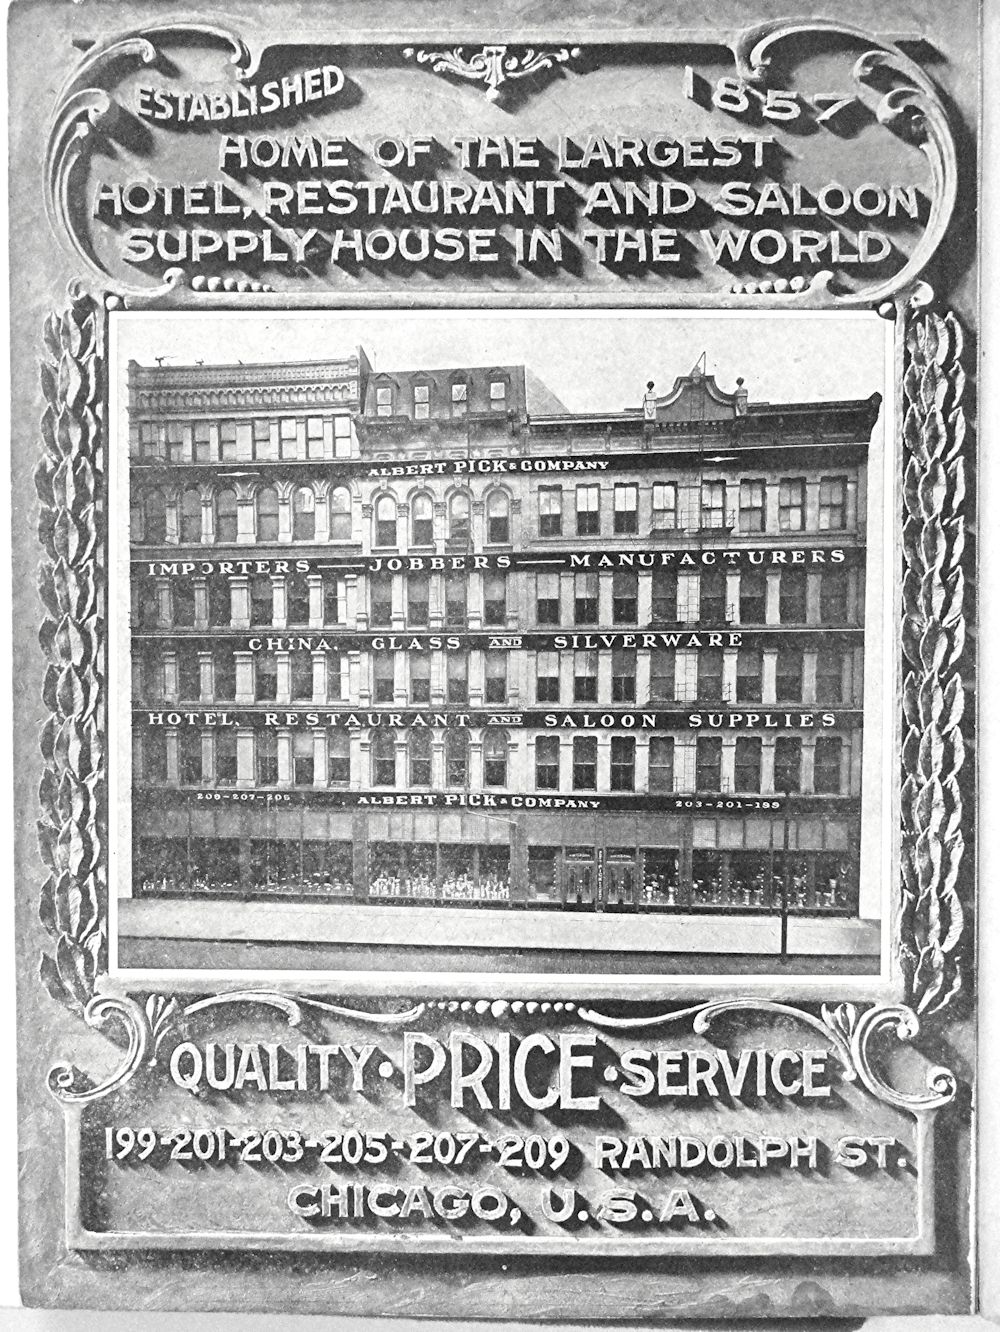 ESTABLISHED 1857
HOME OF THE LARGEST
HOTEL, RESTAURANT AND SALOON
SUPPLY HOUSE IN THE WORLD
ALBERT PICK & COMPANY
IMPORTERS — JOBBERS — MANUFACTURERS
CHINA, GLASS AND SILVERWARE
HOTEL, RESTAURANT AND SALOON SUPPLIES
209-207-205 ALBERT PICK & COMPANY 203-201-199
QUALITY · PRICE · SERVICE
199-201-203-205-207-209 RANDOLPH ST.
CHICAGO, U.S.A.